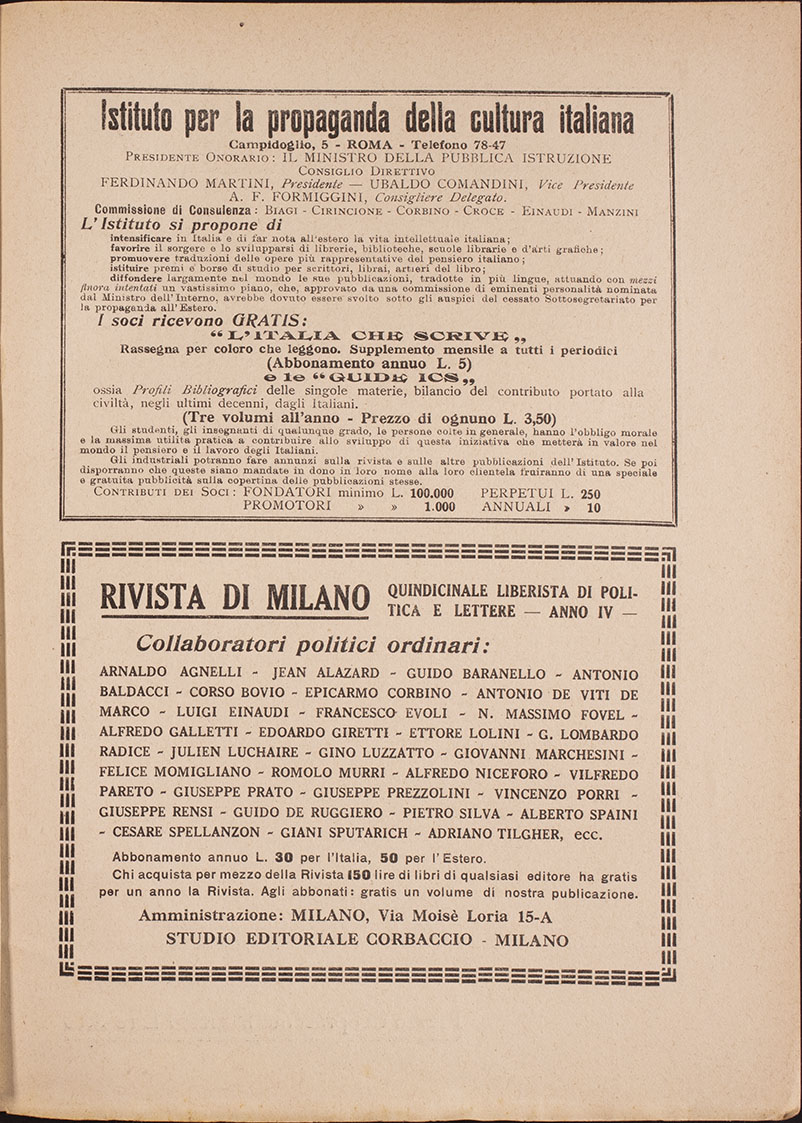 Istituto per la propaganda della cultura italiana
Campidoglio, 5 - ROMA - Telefono 78-47
PRESIDENTE ONORARIO: IL MINISTRO DELLA PUBBLICA ISTRUZIONE
CONSIGLIO DIRETTIVO
FERDINANDO MARTINI, Presidente — UBALDO COMANDINI, Vice Presidente
A. F. FORMIGGINI, Consigliere Delegato.
Commissione di Consulenza: BIAGI - CIRINCIONE - CORBINO - CROCE - EINAUDI - MANZINI
L'Istituto si propone di
intensificare in Italia e di far nota all'estero la vita intellettuale italiana;
favorire il sorgere e lo svilupparsi di librerie, biblioteche, scuole librarie e d'arti grafiche;
promuovere traduzioni delle opere più rappresentative del pensiero italiano;
istituire premi e borse di studio per scrittori, librai, artieri del libro;
diffondere largamente nel mondo le sue pubblicazioni, tradotte in più lingue, attuando con mezzi
finora intentati un vastissimo piano, che, approvato da una commissione di eminenti personalità nominata
dal Ministro dell'Interno, avrebbe dovuto essere svolto sotto gli auspici del cessato Sottosegretariato per
la propaganda all'Estero.
I soci ricevono GRATIS:
“ L'ITALIA CHE SCRIVE „
Rassegna per coloro che leggono. Supplemento mensile a tutti i periodici
(Abbonamento annuo L. 5)
e le “ GUIDE ICS „
ossia Profili Bibliografici delle singole materie, bilancio del contributo portato alla
civiltà, negli ultimi decenni, dagli Italiani.
(Tre volumi all'anno - Prezzo di ognuno L. 3,50)
Gli studenti, gli insegnanti di qualunque grado, le persone colte in generale, hanno l'obbligo morale
e la massima utilità pratica a contribuire allo sviluppo di questa iniziativa che metterà in valore nel
mondo il pensiero e il lavoro degli Italiani.
Gli industriali potranno fare annunzi sulla rivista e sulle altre pubblicazioni dell'Istituto. Se poi
disporranno che queste siano mandate in dono in loro nome alla loro clientela fruiranno di una speciale
e gratuita pubblicità sulla copertina delle pubblicazioni stesse.
CONTRIBUTI DEI SOCI: FONDATORI minimo L. 100.000 PERPETUI L. 250
PROMOTORI » » 1.000 ANNUALI » 10
RIVISTA DI MILANO QUINDICINALE LIBERISTA DI POLI-
TICA E LETTERE — ANNO IV —
Collaboratori politici ordinari:
ARNALDO AGNELLI - JEAN ALAZARD - GUIDO BARANELLO - ANTONIO
BALDACCI - CORSO BOVIO - EPICARMO CORBINO - ANTONIO DE VITI DE
MARCO - LUIGI EINAUDI - FRANCESCO EVOLI - N. MASSIMO FOVEL -
ALFREDO GALLETTI - EDOARDO GIRETTI - ETTORE LOLINI - G. LOMBARDO
RADICE - JULIEN LUCHAIRE - GINO LUZZATTO - GIOVANNI MARCHESINI -
FELICE MOMIGLIANO - ROMOLO MURRI - ALFREDO NICEFORO - VILFREDO
PARETO - GIUSEPPE PRATO - GIUSEPPE PREZZOLINI - VINCENZO PORRI -
GIUSEPPE RENSI - GUIDO DE RUGGIERO - PIETRO SILVA - ALBERTO SPAINI
- CESARE SPELLANZON - GIANI SPUTARICH - ADRIANO TILGHER, ecc.
Abbonamento annuo L. 30 per l'Italia, 50 per l'Estero.
Chi acquista per mezzo della Rivista 150 lire di libri di qualsiasi editore ha gratis
per un anno la Rivista. Agli abbonati: gratis un volume di nostra publicazione.
Amministrazione: MILANO, Via Moisè Loria 15-A
STUDIO EDITORIALE CORBACCIO - MILANO